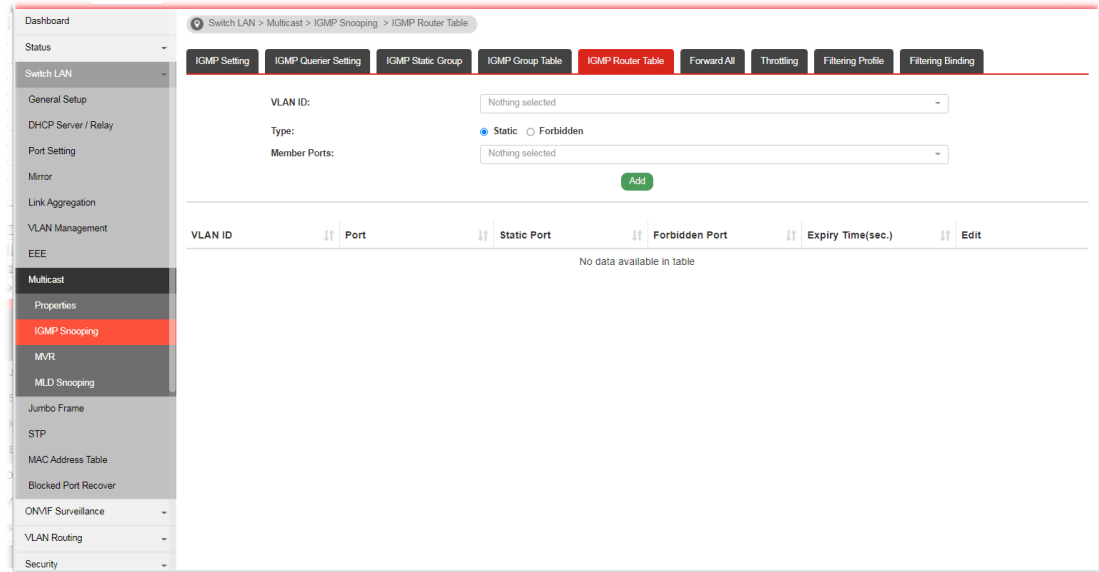 Dashboard
Status
Switch LAN
General Setup
DHCP Server / Relay
Port Setting
Mirror
Link Aggregation
VLAN Management
EEE
Multicast
Properties
IGMP Snooping
MVR
MLD Snooping
Jumbo Frame
STP
MAC Address Table
Blocked Port Recover
ONVIF Surveillance
VLAN Routing
Security
Switch LAN > Multicast > IGMP Snooping > IGMP Router Table
IGMP Setting IGMP Querier Setting IGMP Static Group IGMP Group Table IGMP Router Table Forward All Throttling Filtering Profile Filtering Binding
VLAN ID: Nothing selected
Type: Static Forbidden
Member Ports: Nothing selected
Add
VLAN ID Port Static Port Forbidden Port Expiry Time(sec.) Edit
No data available in table